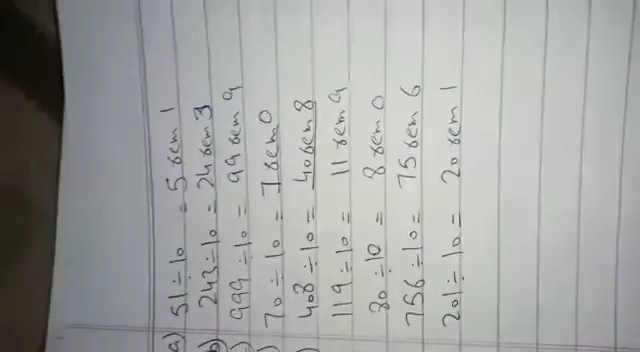 a) 51÷10 = 5 rem 1
b) 243÷10 = 24 rem 3
999÷10 = 99 rem 9
70÷10 = 7 rem 0
408÷10 = 40 rem 8
119÷10 = 11 rem 9
80÷10 = 8 rem 0
756÷10 = 75 rem 6
201÷10 = 20 rem 1